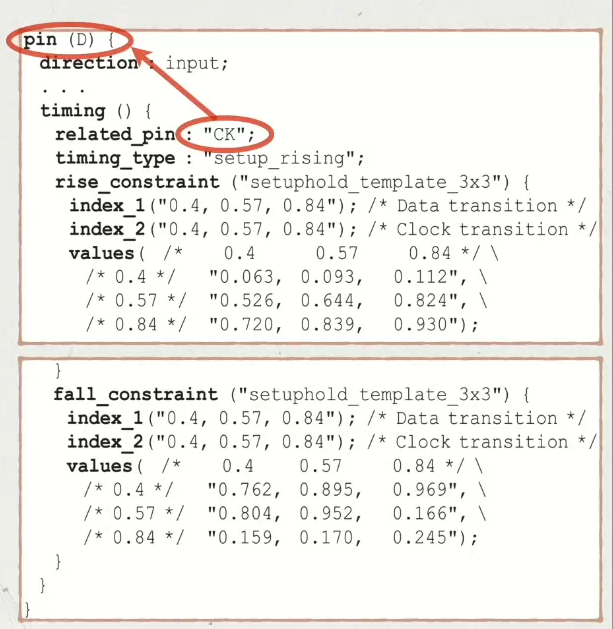 pin (D) {
direction : input;
. . .
timing () {
related_pin : "CK";
timing_type : "setup_rising";
rise_constraint ("setuphold_template_3x3") {
index_1("0.4, 0.57, 0.84"); /* Data transition */
index_2("0.4, 0.57, 0.84"); /* Clock transition */
values( /* 0.4 0.57 0.84 */ \
/* 0.4 */ "0.063, 0.093, 0.112", \
/* 0.57 */ "0.526, 0.644, 0.824", \
/* 0.84 */ "0.720, 0.839, 0.930");
}
fall_constraint ("setuphold_template_3x3") {
index_1("0.4, 0.57, 0.84"); /* Data transition */
index_2("0.4, 0.57, 0.84"); /* Clock transition */
values( /* 0.4 0.57 0.84 */ \
/* 0.4 */ "0.762, 0.895, 0.969", \
/* 0.57 */ "0.804, 0.952, 0.166", \
/* 0.84 */ "0.159, 0.170, 0.245");
}
}
}